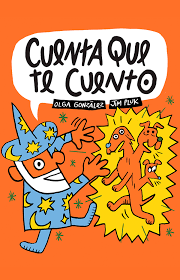 CUENTA QUE
TE CUENTO
OLGA GONZÁLEZ JIM PLUK